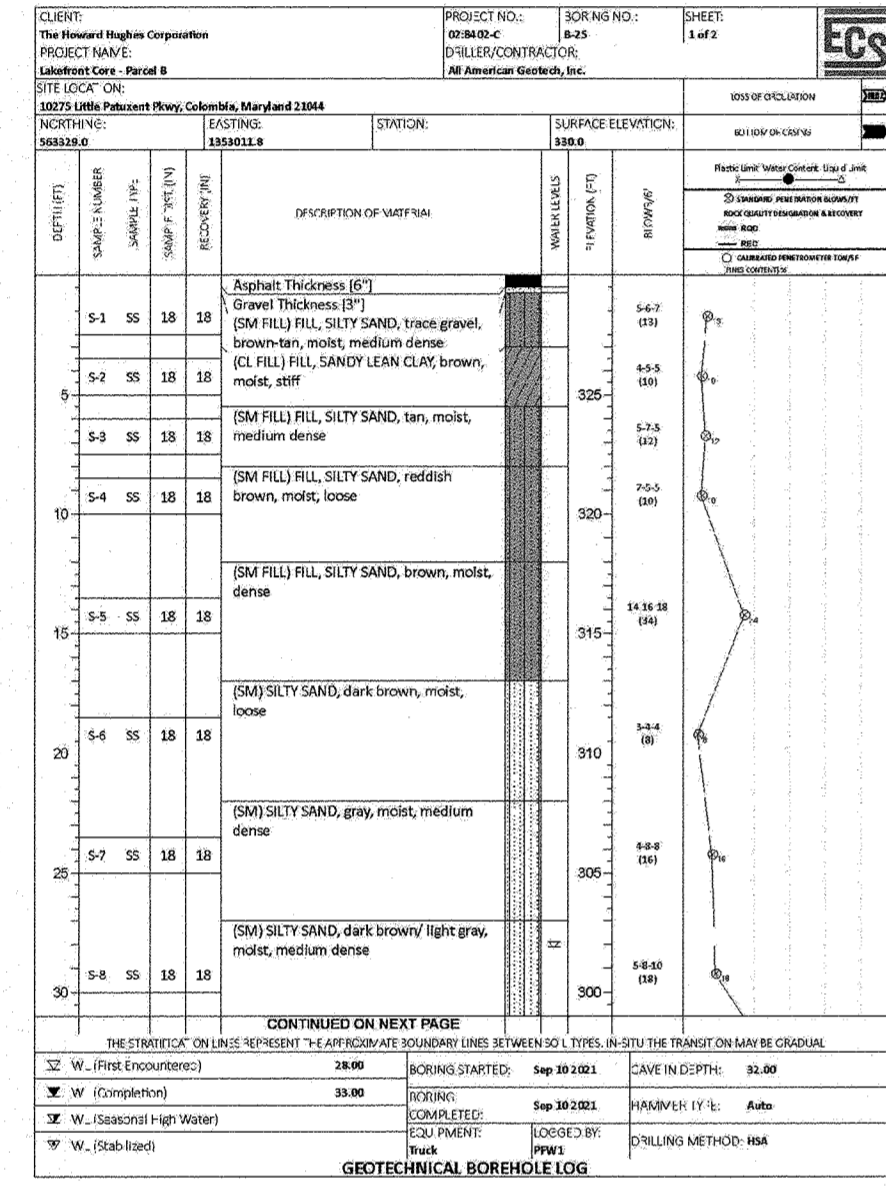 CLIENT:
The Howard Hughes Corporation
PROJECT NO.:
02:8402-C
BORING NO.:
B-25
SHEET:
1 of 2
ECS
PROJECT NAME:
Lakefront Core - Parcel B
DRILLER/CONTRACTOR:
All American Geotech, Inc.
SITE LOCATION:
10275 Little Patuxent Pkwy, Colombia, Maryland 21044
LOSS OF CIRCULATION
NORTHING:
563329.0
EASTING:
1353011.8
STATION:
SURFACE ELEVATION:
330.0
BOTTOM OF CASING
DEPTH (FT)
SAMPLE NUMBER
SAMPLE TYPE
SAMPLE DIST. (IN)
RECOVERY (IN)
DESCRIPTION OF MATERIAL
WATER LEVELS
ELEVATION (FT)
BLOWS/6"
Plastic Limit Water Content Liquid Limit
STANDARD PENETRATION BLOWS/FT
ROCK QUALITY DESIGNATION & RECOVERY
RQD
REC
CALIBRATED PENETROMETER TON/SF
[FINES CONTENT] %
Asphalt Thickness [6"]
Gravel Thickness [3"]
S-1 SS 18 18
(SM FILL) FILL, SILTY SAND, trace gravel,
brown-tan, moist, medium dense
5-6-7
(13)
S-2 SS 18 18
(CL FILL) FILL, SANDY LEAN CLAY, brown,
moist, stiff
4-5-5
(10)
5
325
S-3 SS 18 18
(SM FILL) FILL, SILTY SAND, tan, moist,
medium dense
5-7-5
(12)
12
S-4 SS 18 18
(SM FILL) FILL, SILTY SAND, reddish
brown, moist, loose
7-5-5
(10)
10
320
(SM FILL) FILL, SILTY SAND, brown, moist,
dense
S-5 SS 18 18
14-16-18
(34)
15
315
(SM) SILTY SAND, dark brown, moist,
loose
S-6 SS 18 18
3-4-4
(8)
8
20
310
(SM) SILTY SAND, gray, moist, medium
dense
S-7 SS 18 18
4-8-8
(16)
16
25
305
(SM) SILTY SAND, dark brown/ light gray,
moist, medium dense
S-8 SS 18 18
5-8-10
(18)
18
30
300
CONTINUED ON NEXT PAGE
THE STRATIFICATION LINES REPRESENT THE APPROXIMATE BOUNDARY LINES BETWEEN SOIL TYPES. IN-SITU THE TRANSITION MAY BE GRADUAL
WL (First Encountered) 28.00
BORING STARTED: Sep 10 2021
CAVE IN DEPTH: 32.00
WL (Completion) 33.00
BORING
COMPLETED: Sep 10 2021
HAMMER TYPE: Auto
WL (Seasonal High Water)
EQUIPMENT:
Truck
LOGGED BY:
PFW1
DRILLING METHOD: HSA
WL (Stabilized)
GEOTECHNICAL BOREHOLE LOG